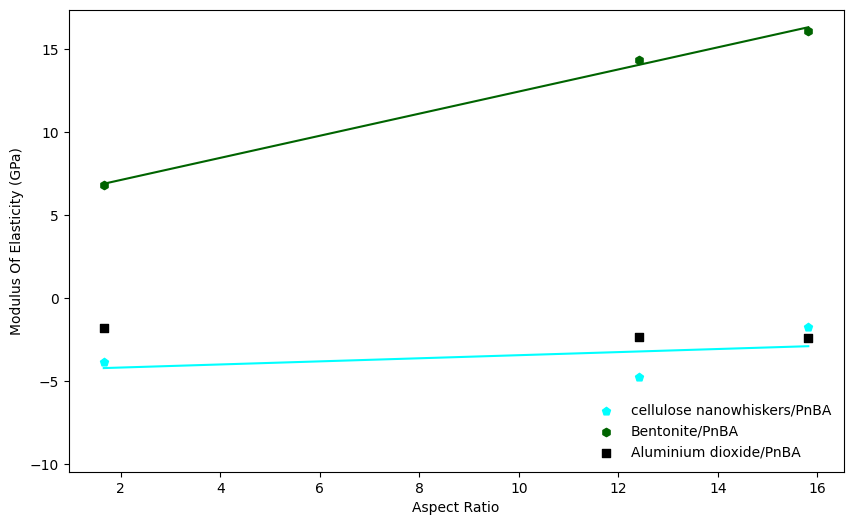 15
10
5
0
−5
−10
Modulus Of Elasticity (GPa)
cellulose nanowhiskers/PnBA
Bentonite/PnBA
Aluminium dioxide/PnBA
2 4 6 8 10 12 14 16
Aspect Ratio